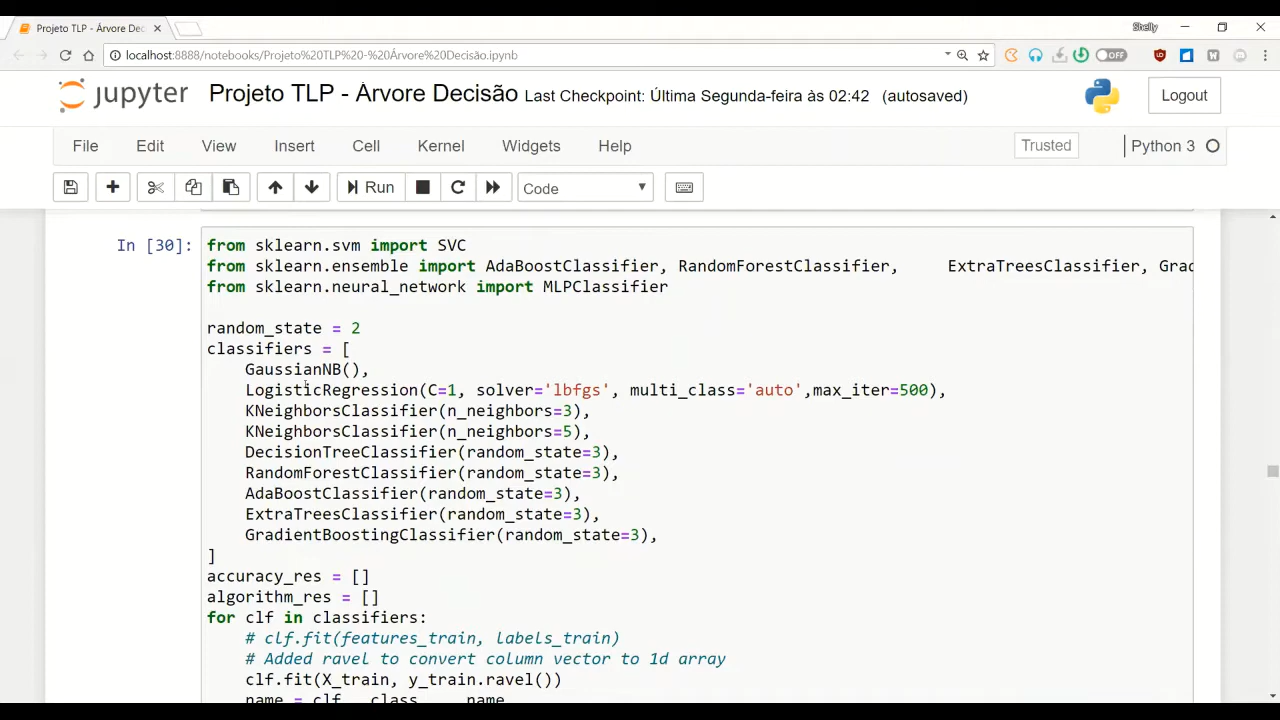 Projeto TLP - Árvore Dec
Shelly
localhost:8888/notebooks/Projeto%20TLP%20-%20Árvore%20Decisão.ipynb
OFF
jupyter Projeto TLP - Árvore Decisão Last Checkpoint: Última Segunda-feira às 02:42 (autosaved)
Logout
File Edit View Insert Cell Kernel Widgets Help Trusted Python 3
Run Code
In [30]:
from sklearn.svm import SVC
from sklearn.ensemble import AdaBoostClassifier, RandomForestClassifier, ExtraTreesClassifier, Grad
from sklearn.neural_network import MLPClassifier
random_state = 2
classifiers = [
GaussianNB(),
LogisticRegression(C=1, solver='lbfgs', multi_class='auto',max_iter=500),
KNeighborsClassifier(n_neighbors=3),
KNeighborsClassifier(n_neighbors=5),
DecisionTreeClassifier(random_state=3),
RandomForestClassifier(random_state=3),
AdaBoostClassifier(random_state=3),
ExtraTreesClassifier(random_state=3),
GradientBoostingClassifier(random_state=3),
]
accuracy_res = []
algorithm_res = []
for clf in classifiers:
# clf.fit(features_train, labels_train)
# Added ravel to convert column vector to 1d array
clf.fit(X_train, y_train.ravel())
name = clf. class . name